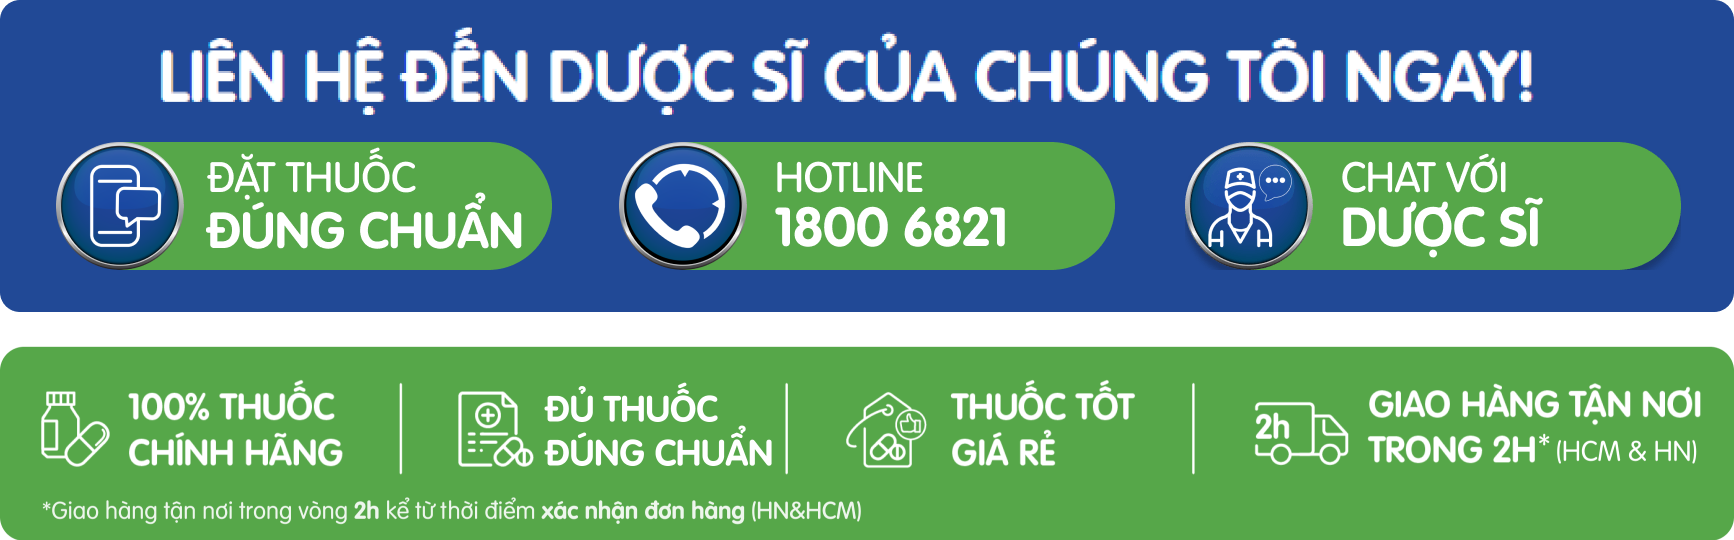 LIÊN HỆ ĐẾN DƯỢC SĨ CỦA CHÚNG TÔI NGAY!
ĐẶT THUỐC
ĐÚNG CHUẨN
HOTLINE
1800 6821
CHAT VỚI
DƯỢC SĨ
100% THUỐC
CHÍNH HÃNG
ĐỦ THUỐC
ĐÚNG CHUẨN
THUỐC TỐT
GIÁ RẺ
2h
GIAO HÀNG TẬN NƠI
TRONG 2H* (HCM & HN)
*Giao hàng tận nơi trong vòng 2h kể từ thời điểm xác nhận đơn hàng (HN&HCM)